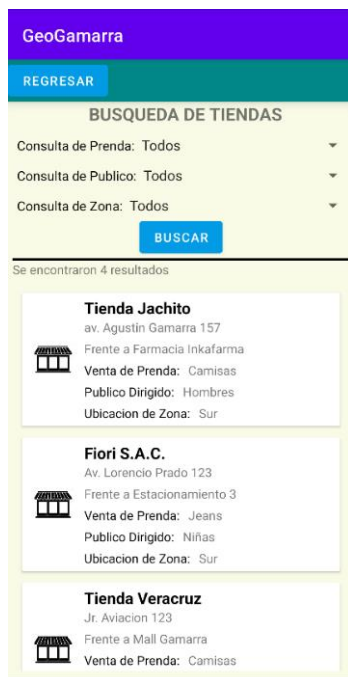 GeoGamarra
REGRESAR
BUSQUEDA DE TIENDAS
Consulta de Prenda: Todos
Consulta de Publico: Todos
Consulta de Zona: Todos
BUSCAR
Se encontraron 4 resultados
Tienda Jachito
av. Agustin Gamarra 157
Frente a Farmacia Inkafarma
Venta de Prenda: Camisas
Publico Dirigido: Hombres
Ubicacion de Zona: Sur
Fiori S.A.C.
Av. Lorencio Prado 123
Frente a Estacionamiento 3
Venta de Prenda: Jeans
Publico Dirigido: Niñas
Ubicacion de Zona: Sur
Tienda Veracruz
Jr. Aviacion 123
Frente a Mall Gamarra
Venta de Prenda: Camisas